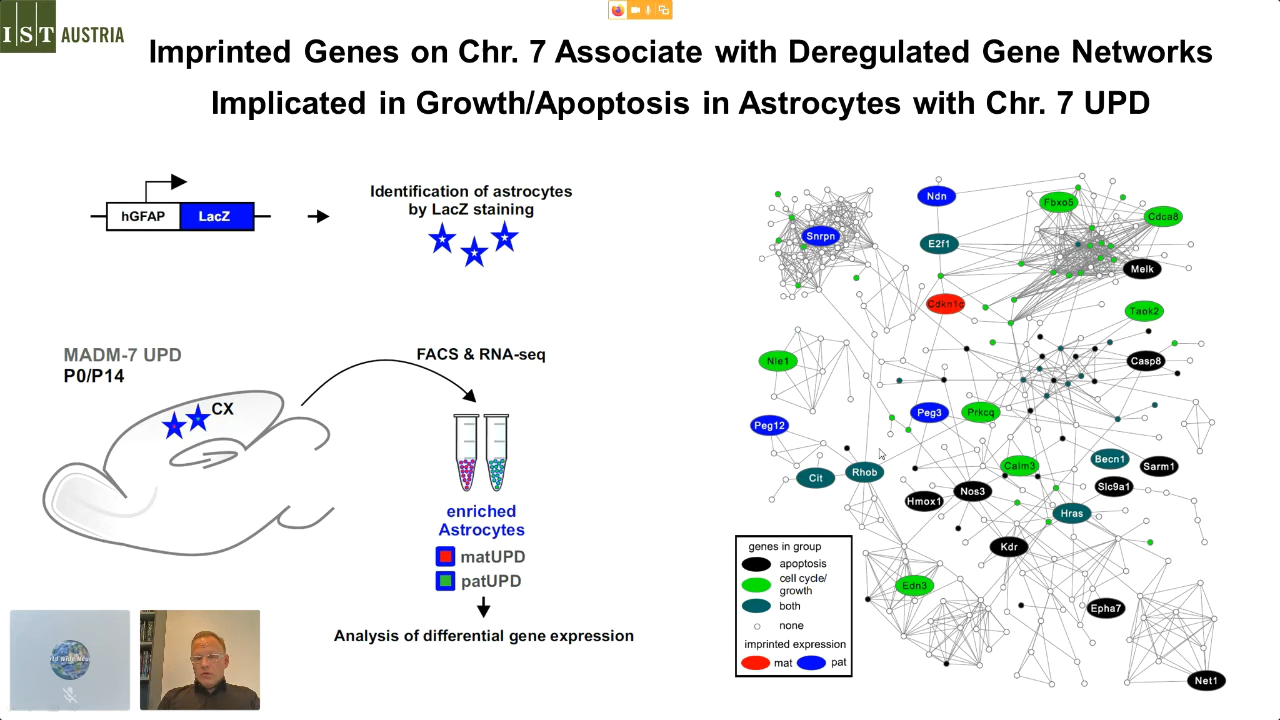 IST AUSTRIA
Imprinted Genes on Chr. 7 Associate with Deregulated Gene Networks
Implicated in Growth/Apoptosis in Astrocytes with Chr. 7 UPD
hGFAP LacZ
Identification of astrocytes
by LacZ staining
MADM-7 UPD
P0/P14
CX
FACS & RNA-seq
enriched
Astrocytes
matUPD
patUPD
Analysis of differential gene expression
Ndn
Fbxo5
Cdca8
Snrpn
E2f1
Melk
Cdkn1c
Taok2
Nle1
Casp8
Peg3
Prkcq
Peg12
Becn1
Calm3
Sarm1
Rhob
Cit
Slc9a1
Nos3
Hmox1
Hras
Kdr
Edn3
Epha7
Net1
genes in group
apoptosis
cell cycle/
growth
both
none
imprinted expression
mat pat